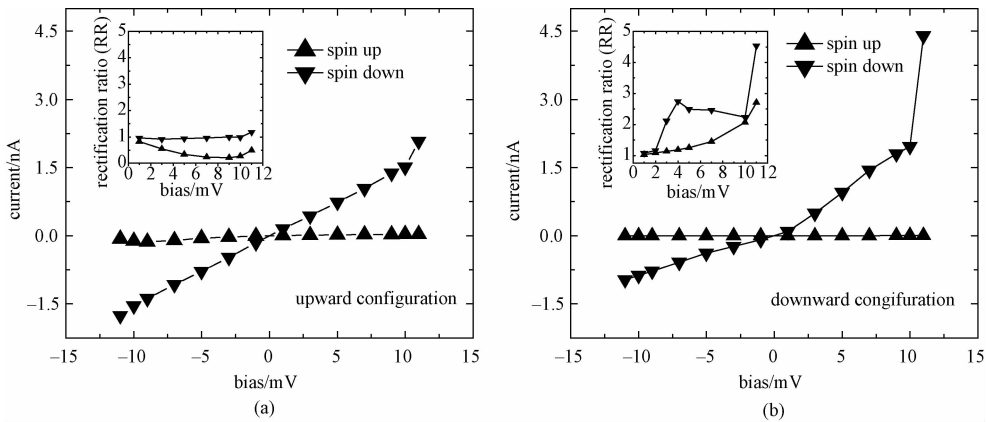 4.5
3.0
1.5
0.0
−1.5
current/nA
−15
−10
−5
0
5
10
15
bias/mV
rectification ratio (RR)
5
4
3
2
1
0
0 2 4 6 8 10 12
bias/mV
spin up
spin down
upward configuration
(a)
4.5
3.0
1.5
0.0
−1.5
current/nA
−15
−10
−5
0
5
10
15
bias/mV
rectification ratio (RR)
5
4
3
2
1
0 2 4 6 8 10 12
bias/mV
spin up
spin down
downward congifuration
(b)